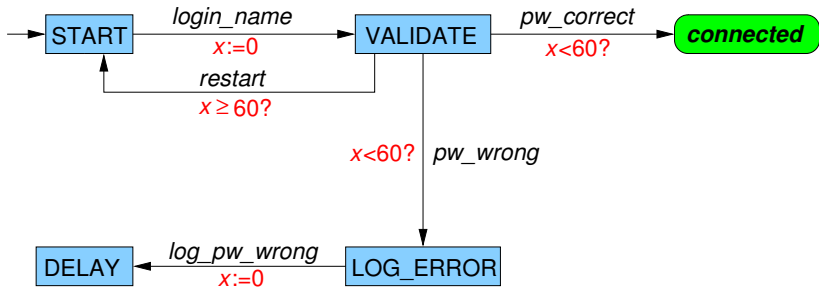 login_name
pw_correct
START
VALIDATE
connected
x:=0
x<60?
restart
x ≥ 60?
x<60?
pw_wrong
log_pw_wrong
DELAY
LOG_ERROR
x:=0